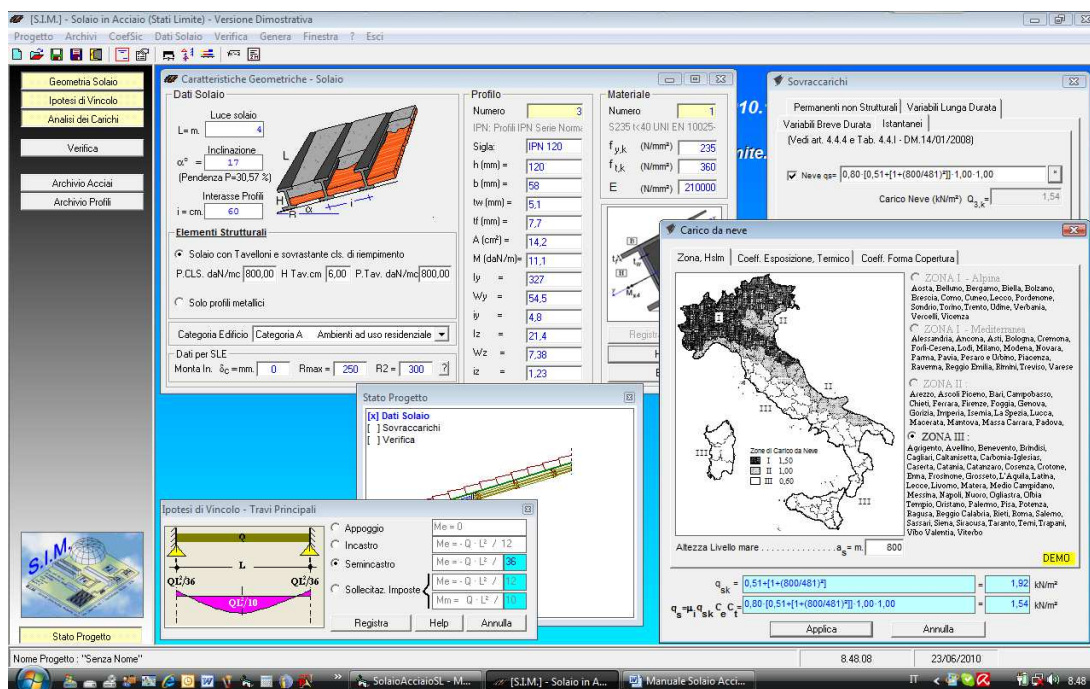 [S.I.M.] - Solaio in Acciaio (Stati Limite) - Versione Dimostrativa
Progetto Archivi CoefSic Dati Solaio Verifica Genera Finestra ? Esci
Geometria Solaio
Ipotesi di Vincolo
Analisi dei Carichi
Verifica
Archivio Acciai
Archivio Profili
S.I.M.
Stato Progetto
Caratteristiche Geometriche - Solaio
Dati Solaio
Luce solaio
L= m. 4
Inclinazione
α° = 17
(Pendenza P=30,57 %)
Interasse Profili
i = cm. 60
L
H
B
α
i
Elementi Strutturali
Solaio con Tavelloni e sovrastante cls. di riempimento
P.CLS. daN/mc 800,00 H Tav.cm 6,00 P.Tav. daN/mc 800,00
Solo profili metallici
Categoria Edificio Categoria A Ambienti ad uso residenziale
Dati per SLE
Monta In. δc =mm. 0 Rmax = 250 R2 = 300 ?
Profilo
Numero 3
IPN: Profili IPN Serie Norma
Sigla: IPN 120
h (mm) = 120
b (mm) = 58
tw (mm) = 5,1
tf (mm) = 7,7
A (cm²) = 14,2
M (daN/m)= 11,1
Iy = 327
Wy = 54,5
iy = 4,8
Iz = 21,4
Wz = 7,38
iz = 1,23
Materiale
Numero 1
S235 t<40 UNI EN 10025-
f y,k (N/mm²) 235
f t,k (N/mm²) 360
E (N/mm²) 210000
Registra
H
E
10.
ite.
Sovraccarichi
Permanenti non Strutturali Variabili Lunga Durata
Variabili Breve Durata Istantanei
(Vedi art. 4.4.4 e Tab. 4.4.I - DM.14/01/2008)
Neve qs= 0,80·[0,51+[1+(800/481)²]]·1,00·1,00
Carico Neve (kN/m²) Q3,k= 1,54
Carico da neve
Zona, Hslm Coeff. Esposizione, Termico Coeff. Forma Copertura
I
II
II
III
III
III
III
Zone di Carico da Neve
I 1,50
II 1,00
III 0,60
ZONA I - Alpina
Aosta, Belluno, Bergamo, Biella, Bolzano,
Brescia, Como, Cuneo, Lecco, Pordenone,
Sondrio, Torino, Trento, Udine, Verbania,
Vercelli, Vicenza
ZONA I - Mediterranea
Alessandria, Ancona, Asti, Bologna, Cremona,
Forlì-Cesena, Lodi, Milano, Modena, Novara,
Parma, Pavia, Pesaro e Urbino, Piacenza,
Ravenna, Reggio Emilia, Rimini, Treviso, Varese
ZONA II :
Arezzo, Ascoli Piceno, Bari, Campobasso,
Chieti, Ferrara, Firenze, Foggia, Genova,
Gorizia, Imperia, Isernia, La Spezia, Lucca,
Macerata, Mantova, Massa Carrara, Padova,
ZONA III :
Agrigento, Avellino, Benevento, Brindisi,
Cagliari, Caltanisetta, Carbonia-Iglesias,
Caserta, Catania, Catanzaro, Cosenza, Crotone,
Enna, Frosinone, Grosseto, L'Aquila, Latina,
Lecce, Livorno, Matera, Medio Campidano,
Messina, Napoli, Nuoro, Ogliastra, Olbia
Tempio, Oristano, Palermo, Pisa, Potenza,
Ragusa, Reggio Calabria, Rieti, Roma, Salerno,
Sassari, Siena, Siracusa, Taranto, Terni, Trapani,
Vibo Valentia, Viterbo
Altezza Livello mare . . . . . . . . . . . . as= m. 800
DEMO
qsk = 0,51+[1+(800/481)²] = 1,92 kN/m²
qs=μi qsk Ce Ct = 0,80·[0,51+[1+(800/481)²]]·1,00·1,00 = 1,54 kN/m²
Applica Annulla
Stato Progetto
[x] Dati Solaio
[ ] Sovraccarichi
[ ] Verifica
Ipotesi di Vincolo - Travi Principali
Q
L
QL²/36 QL²/36
QL²/10
Appoggio Me = 0
Incastro Me = - Q · L² / 12
Semincastro Me = - Q · L² / 36
Sollecitaz. Imposte Me = - Q · L² / 12
Mm = Q · L² / 10
Registra Help Annulla
Nome Progetto : "Senza Nome" 8.48.08 23/06/2010
SolaioAcciaioSL - M... [S.I.M.] - Solaio in A... Manuale Solaio Acci... IT 8.48